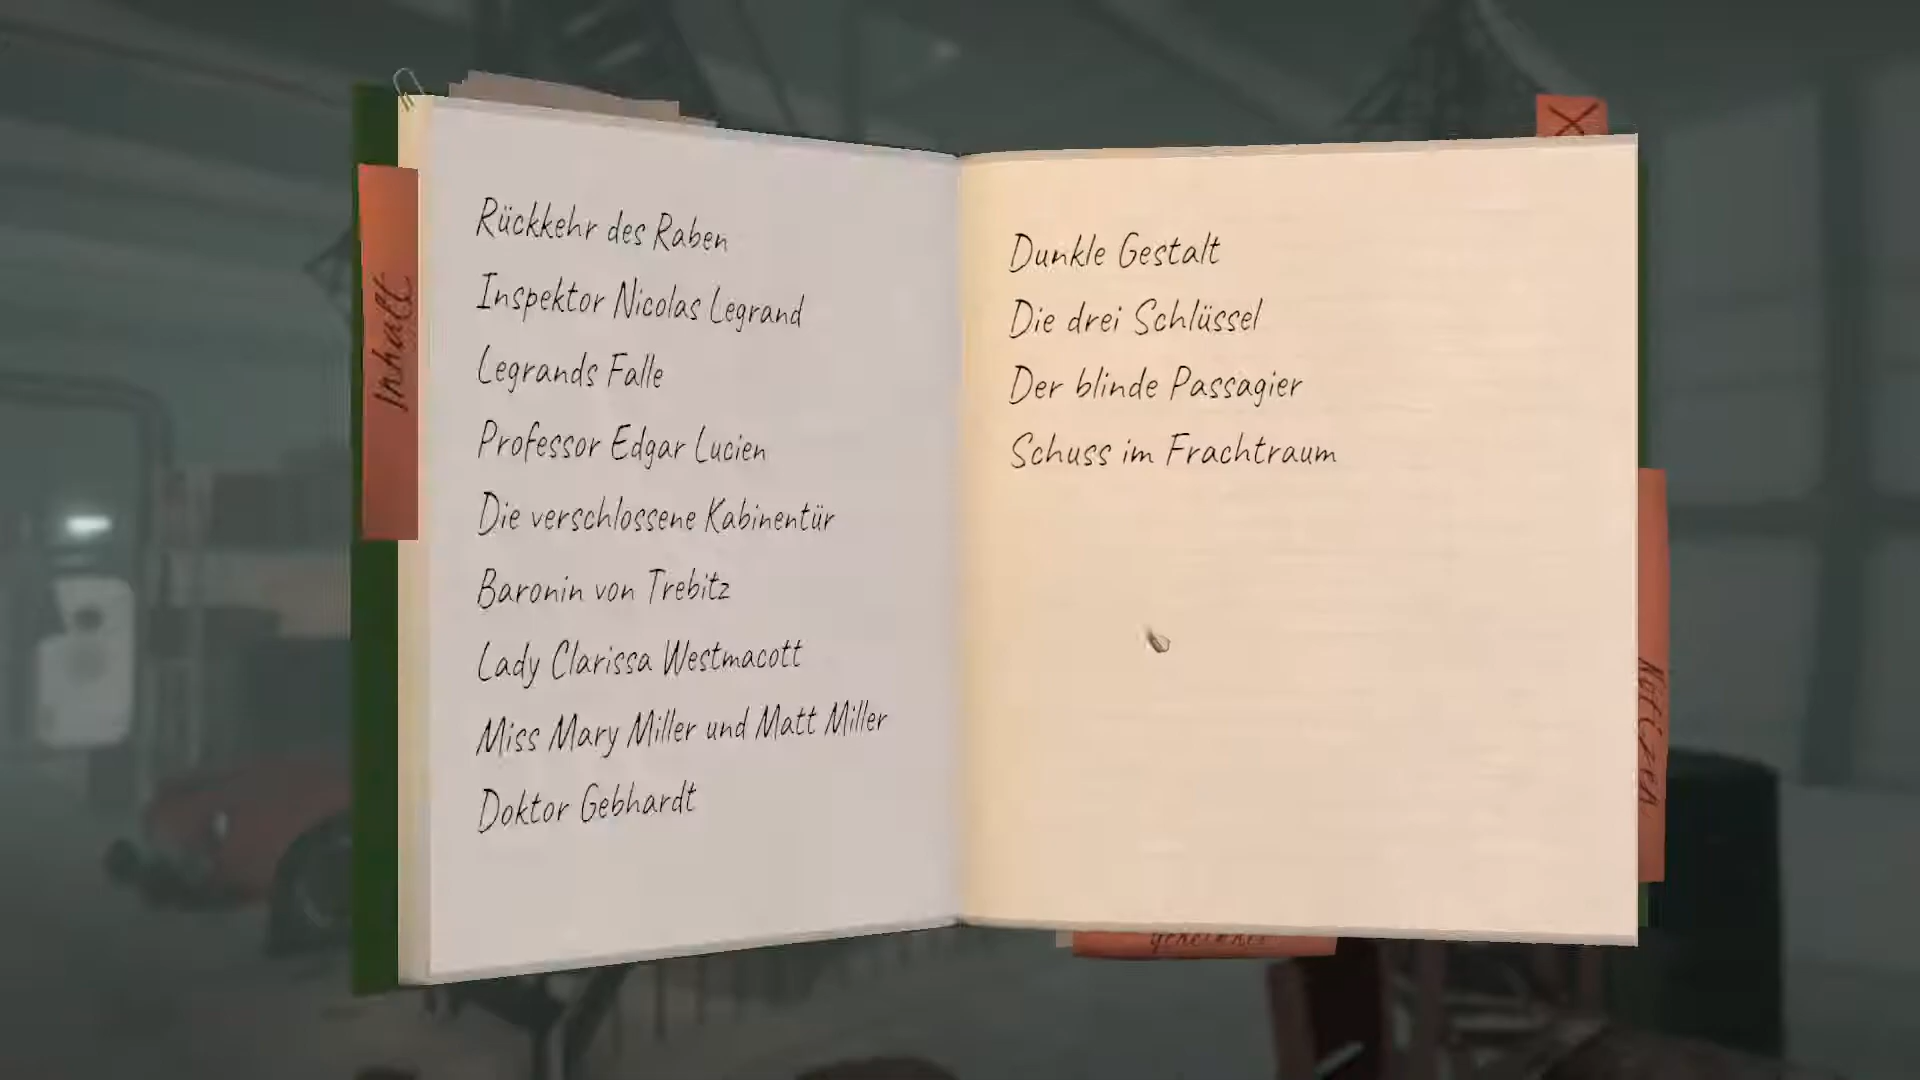 Inhalt
Rückkehr des Raben
Inspektor Nicolas Legrand
Legrands Falle
Professor Edgar Lucien
Die verschlossene Kabinentür
Baronin von Trebitz
Lady Clarissa Westmacott
Miss Mary Miller und Matt Miller
Doktor Gebhardt
X
Dunkle Gestalt
Die drei Schlüssel
Der blinde Passagier
Schuss im Frachtraum
Notizen
geheimnis